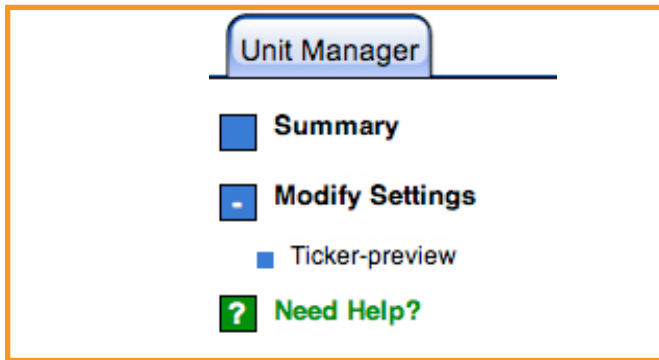 Unit Manager
Summary
- Modify Settings
Ticker-preview
? Need Help?